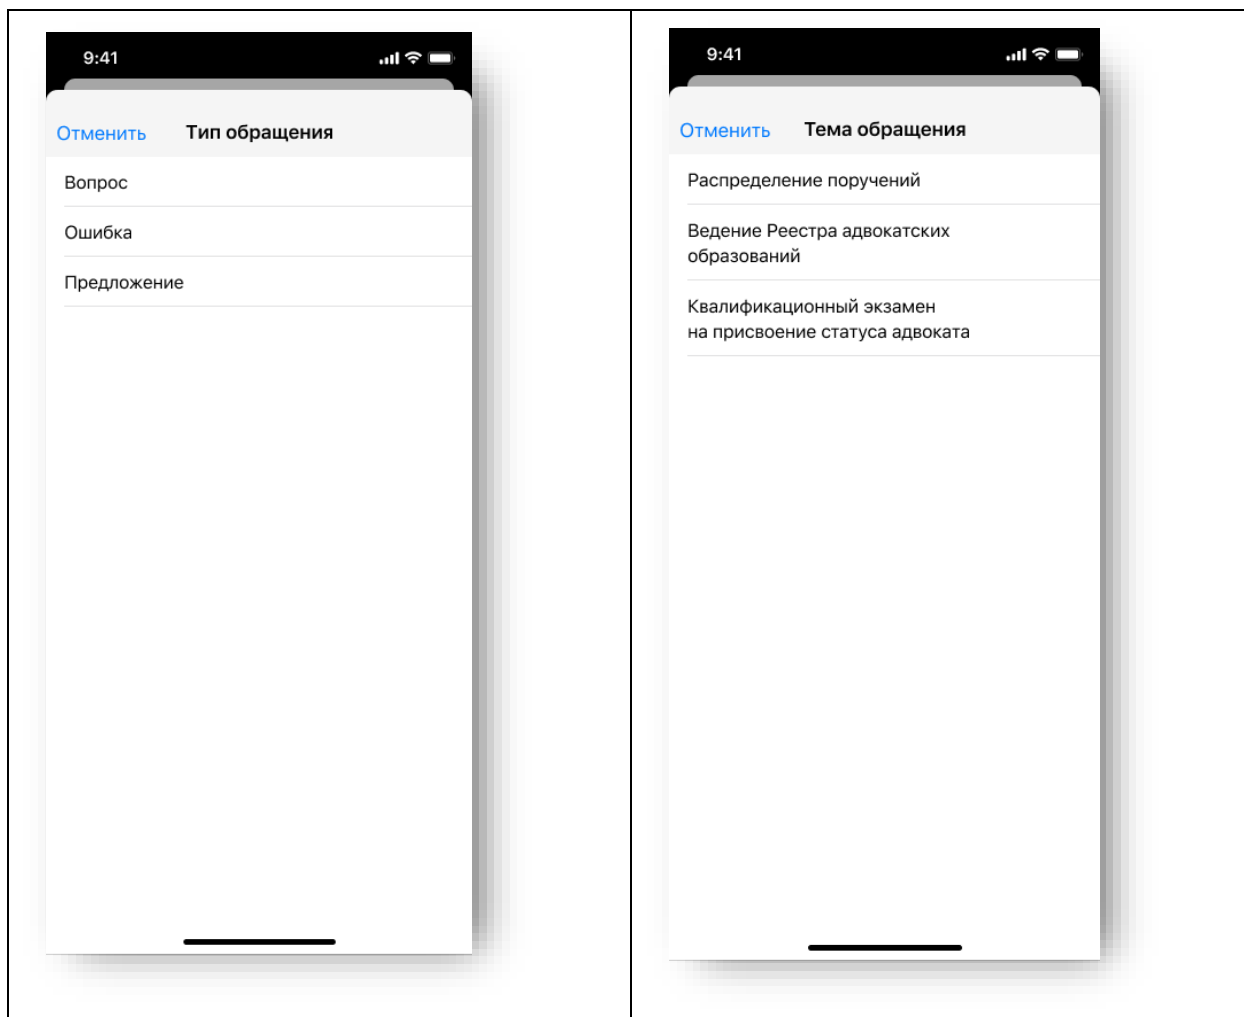 9:41
Отменить Тип обращения
Вопрос
Ошибка
Предложение
9:41
Отменить Тема обращения
Распределение поручений
Ведение Реестра адвокатских
образований
Квалификационный экзамен
на присвоение статуса адвоката